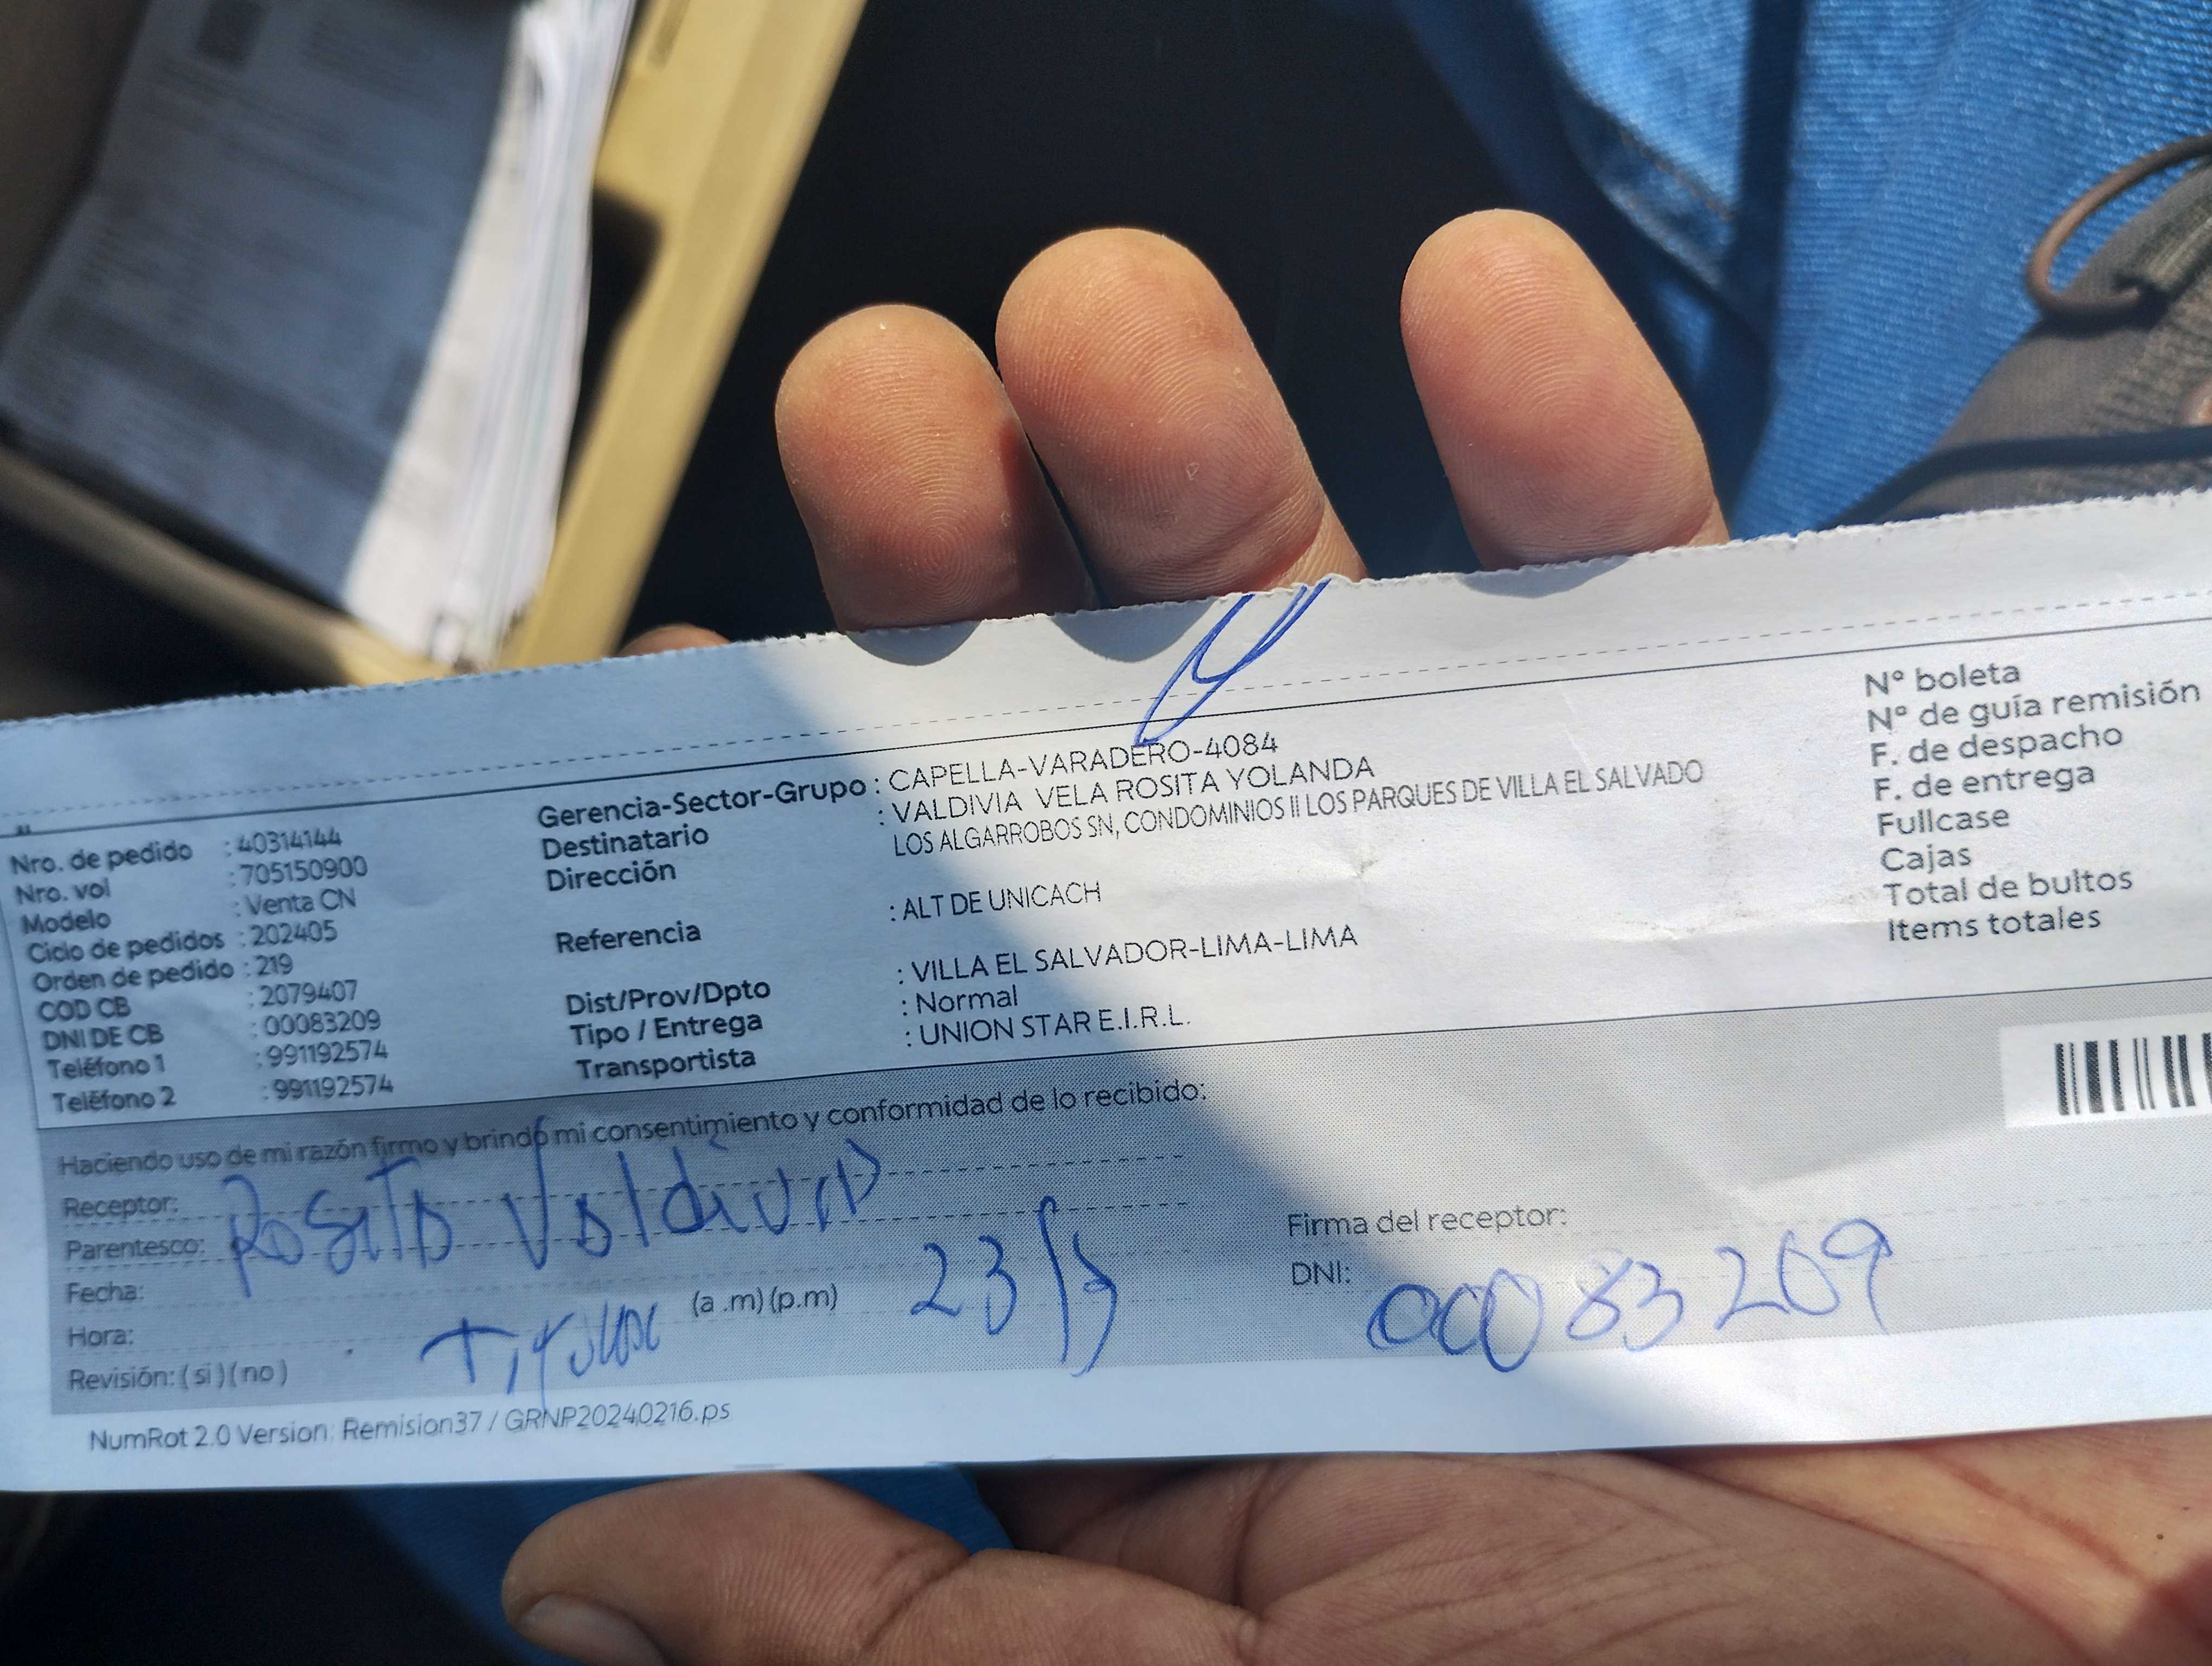 Nro. de pedido : 40314144
Nro. vol : 705150900
Modelo : Venta CN
Ciclo de pedidos : 202405
Orden de pedido : 219
COD CB : 2079407
DNI DE CB : 00083209
Teléfono 1 : 991192574
Teléfono 2 : 991192574
Gerencia-Sector-Grupo : CAPELLA-VARADERO-4084
Destinatario : VALDIVIA VELA ROSITA YOLANDA
Dirección LOS ALGARROBOS SN, CONDOMINIOS II LOS PARQUES DE VILLA EL SALVADO
Referencia : ALT DE UNICACH
Dist/Prov/Dpto : VILLA EL SALVADOR-LIMA-LIMA
Tipo / Entrega : Normal
Transportista : UNION STAR E.I.R.L.
N° boleta
N° de guía remisión
F. de despacho
F. de entrega
Fullcase
Cajas
Total de bultos
Items totales
Haciendo uso de mi razón firmo y brindo mi consentimiento y conformidad de lo recibido:
Receptor: Rosita Valdivia
Parentesco:
Fecha:
Hora: (a .m) (p.m) 23
Revisión: ( si ) ( no )
Firma del receptor:
DNI: 00083209
NumRot 2.0 Version: Remision37 / GRNP20240216.ps